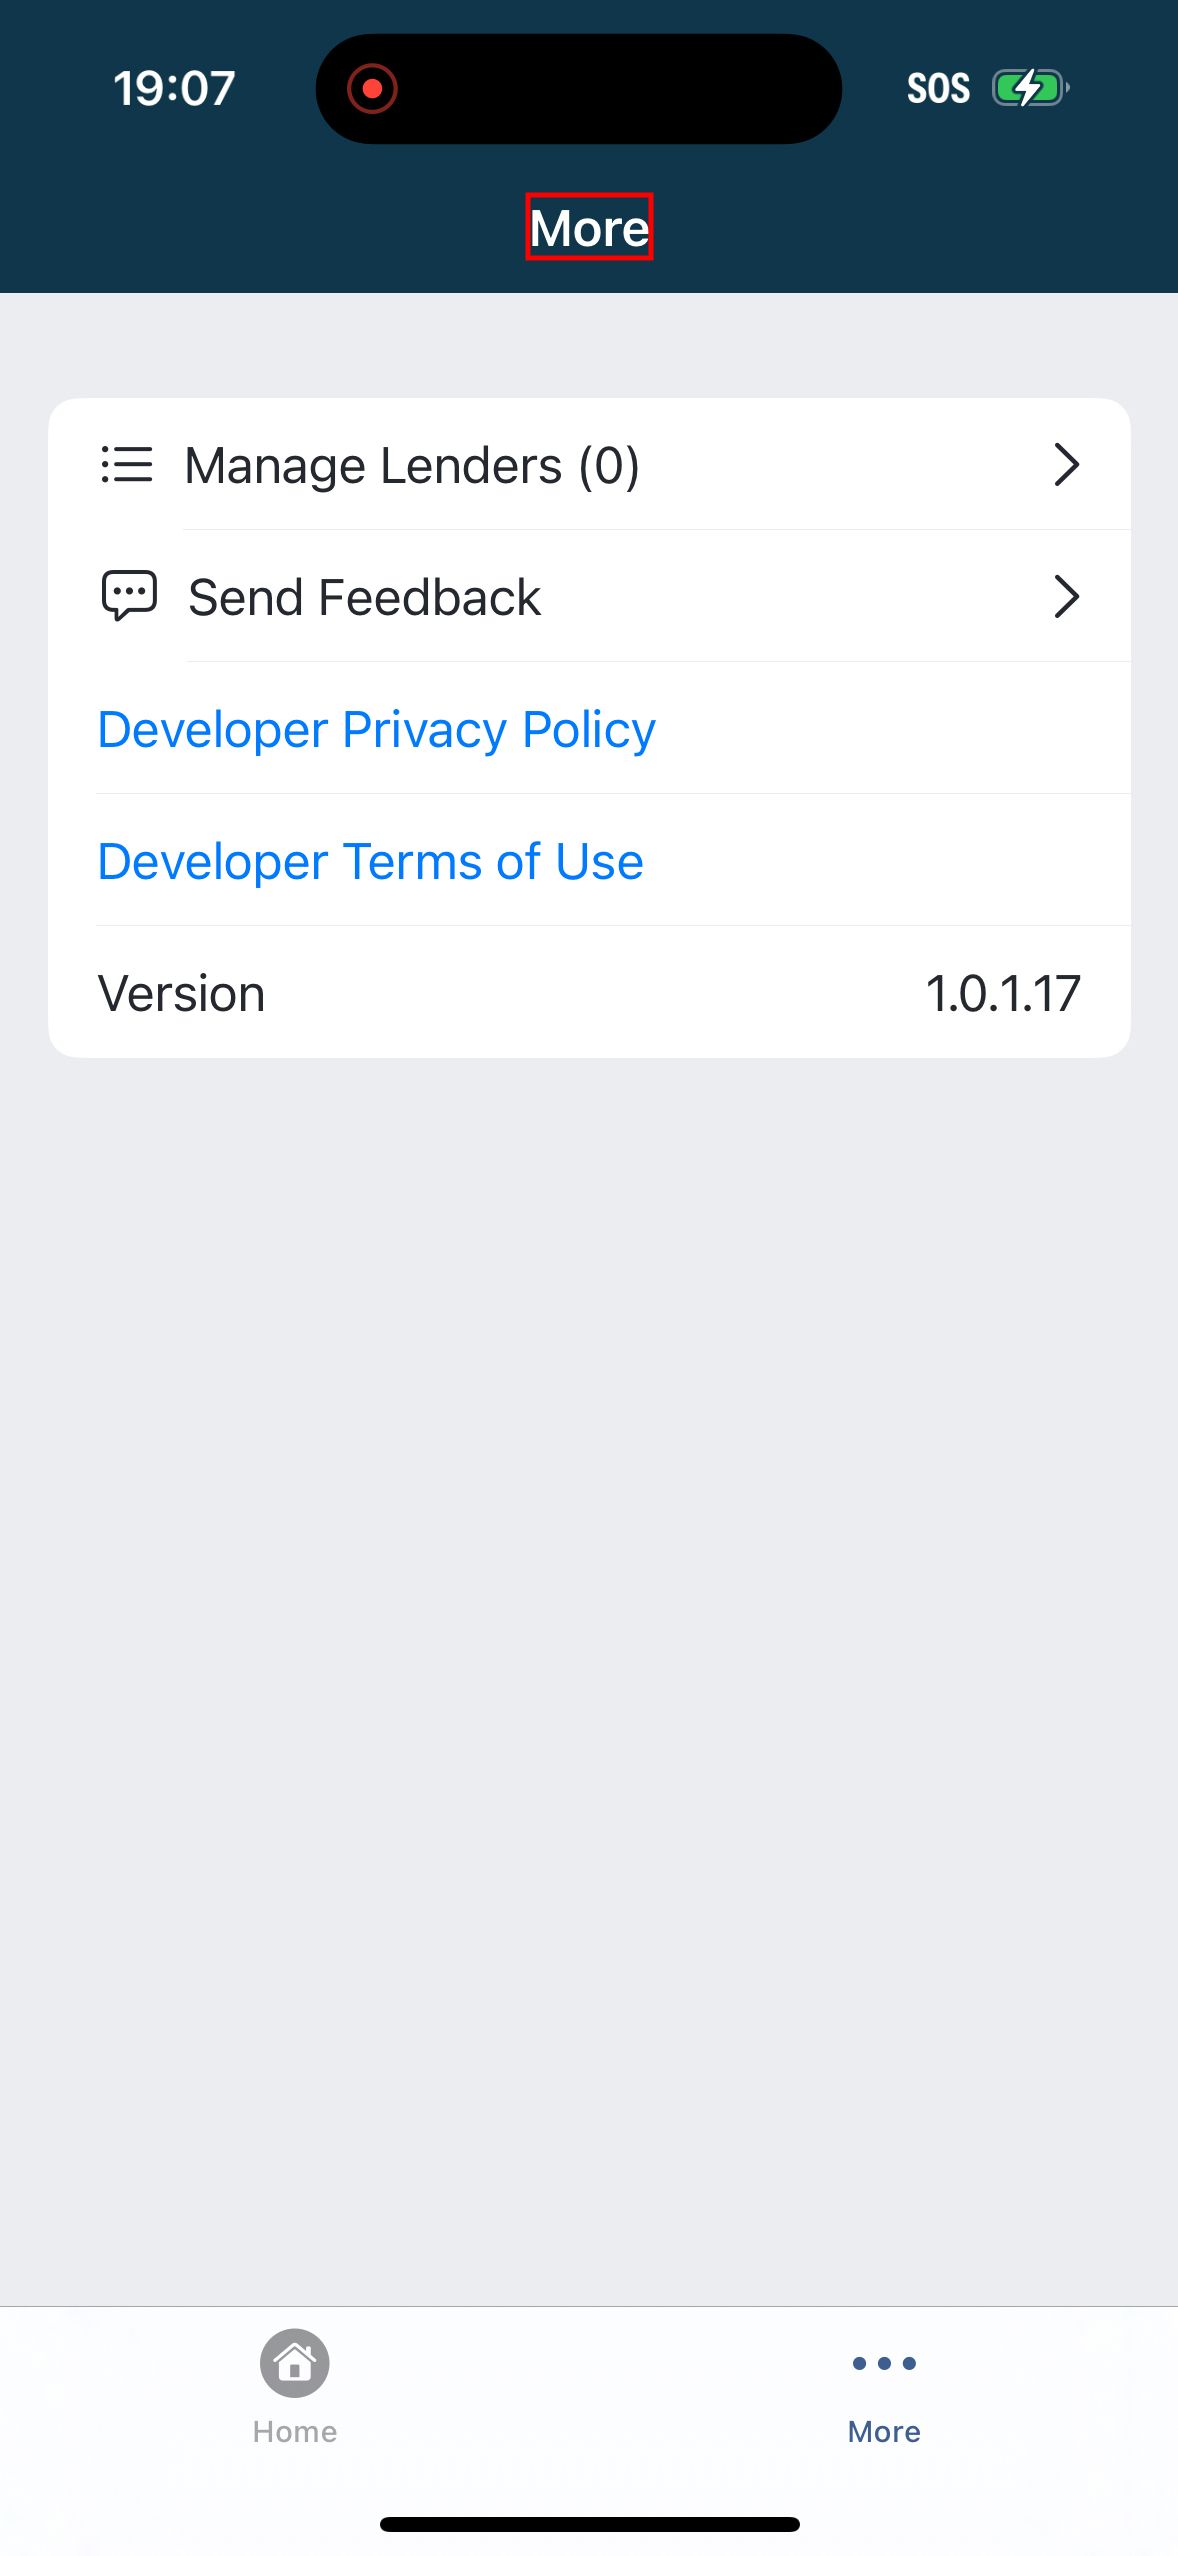 19:07
SOS
More
Manage Lenders (0)
Send Feedback
Developer Privacy Policy
Developer Terms of Use
Version 1.0.1.17
Home More